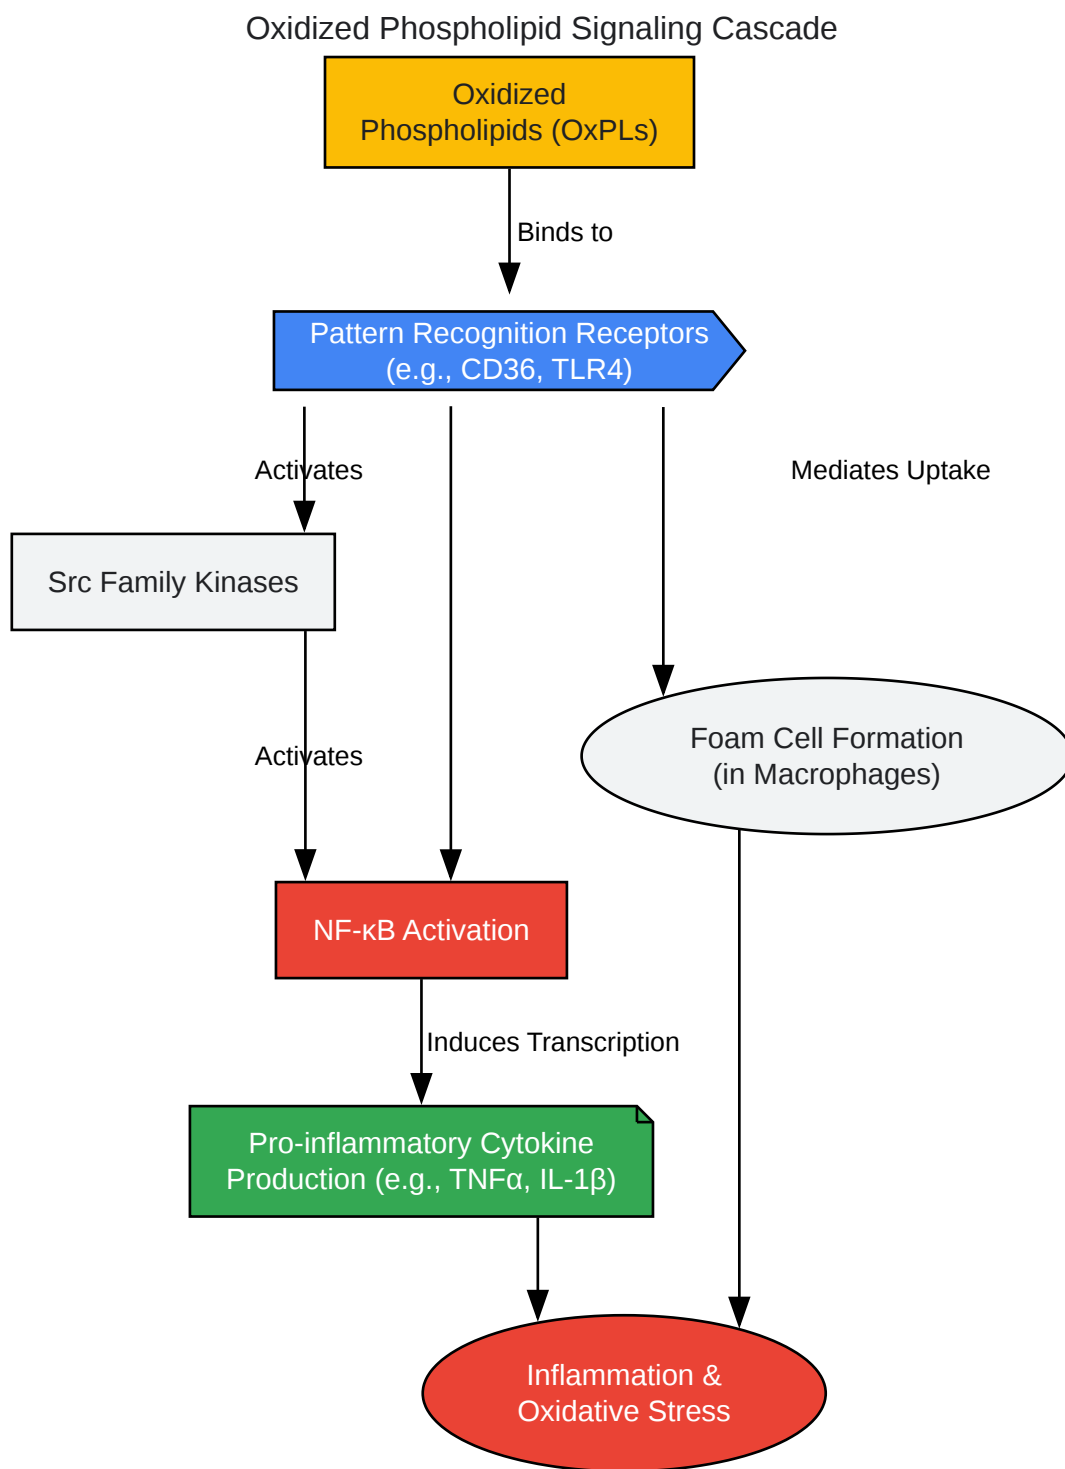 Oxidized Phospholipid Signaling Cascade
Oxidized
Phospholipids (OxPLs)
Binds to
Pattern Recognition Receptors
(e.g., CD36, TLR4)
Activates
Mediates Uptake
Src Family Kinases
Foam Cell Formation
(in Macrophages)
Activates
NF-κB Activation
Induces Transcription
Pro-inflammatory Cytokine
Production (e.g., TNFα, IL-1β)
Inflammation &
Oxidative Stress